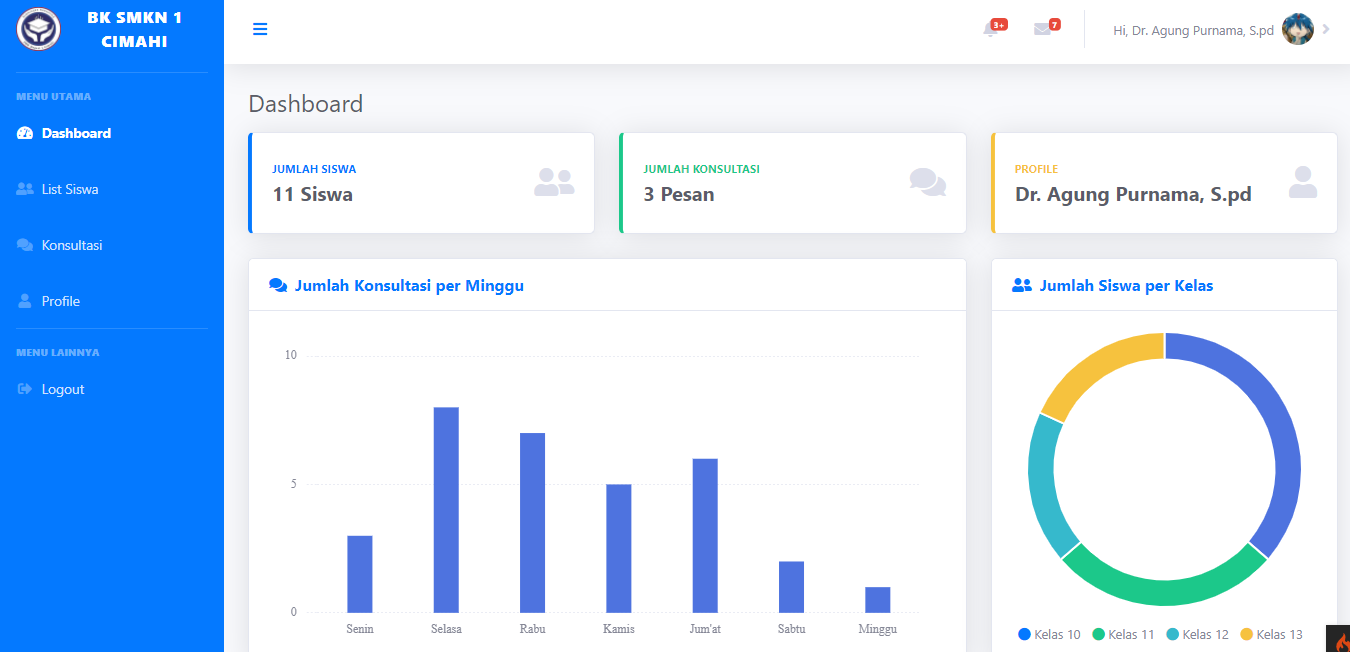 BK SMKN 1
CIMAHI
3+
7
Hi, Dr. Agung Purnama, S.pd
MENU UTAMA
Dashboard
List Siswa
Konsultasi
Profile
MENU LAINNYA
Logout
Dashboard
JUMLAH SISWA
11 Siswa
JUMLAH KONSULTASI
3 Pesan
PROFILE
Dr. Agung Purnama, S.pd
Jumlah Konsultasi per Minggu
10
5
0
Senin Selasa Rabu Kamis Jum'at Sabtu Minggu
Jumlah Siswa per Kelas
Kelas 10 Kelas 11 Kelas 12 Kelas 13